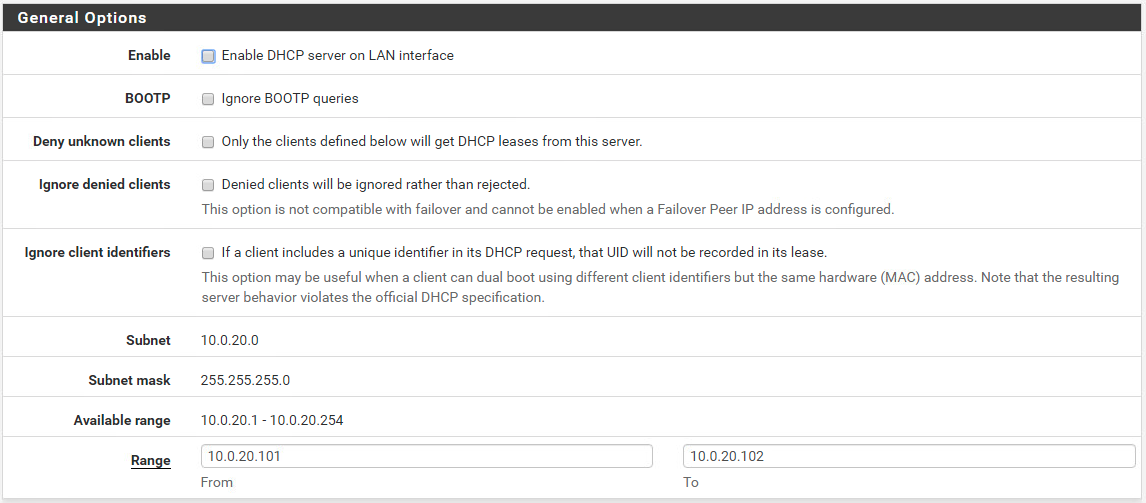 General Options
Enable Enable DHCP server on LAN interface
BOOTP Ignore BOOTP queries
Deny unknown clients Only the clients defined below will get DHCP leases from this server.
Ignore denied clients Denied clients will be ignored rather than rejected.
This option is not compatible with failover and cannot be enabled when a Failover Peer IP address is configured.
Ignore client identifiers If a client includes a unique identifier in its DHCP request, that UID will not be recorded in its lease.
This option may be useful when a client can dual boot using different client identifiers but the same hardware (MAC) address. Note that the resulting
server behavior violates the official DHCP specification.
Subnet 10.0.20.0
Subnet mask 255.255.255.0
Available range 10.0.20.1 - 10.0.20.254
Range 10.0.20.101 10.0.20.102
From To